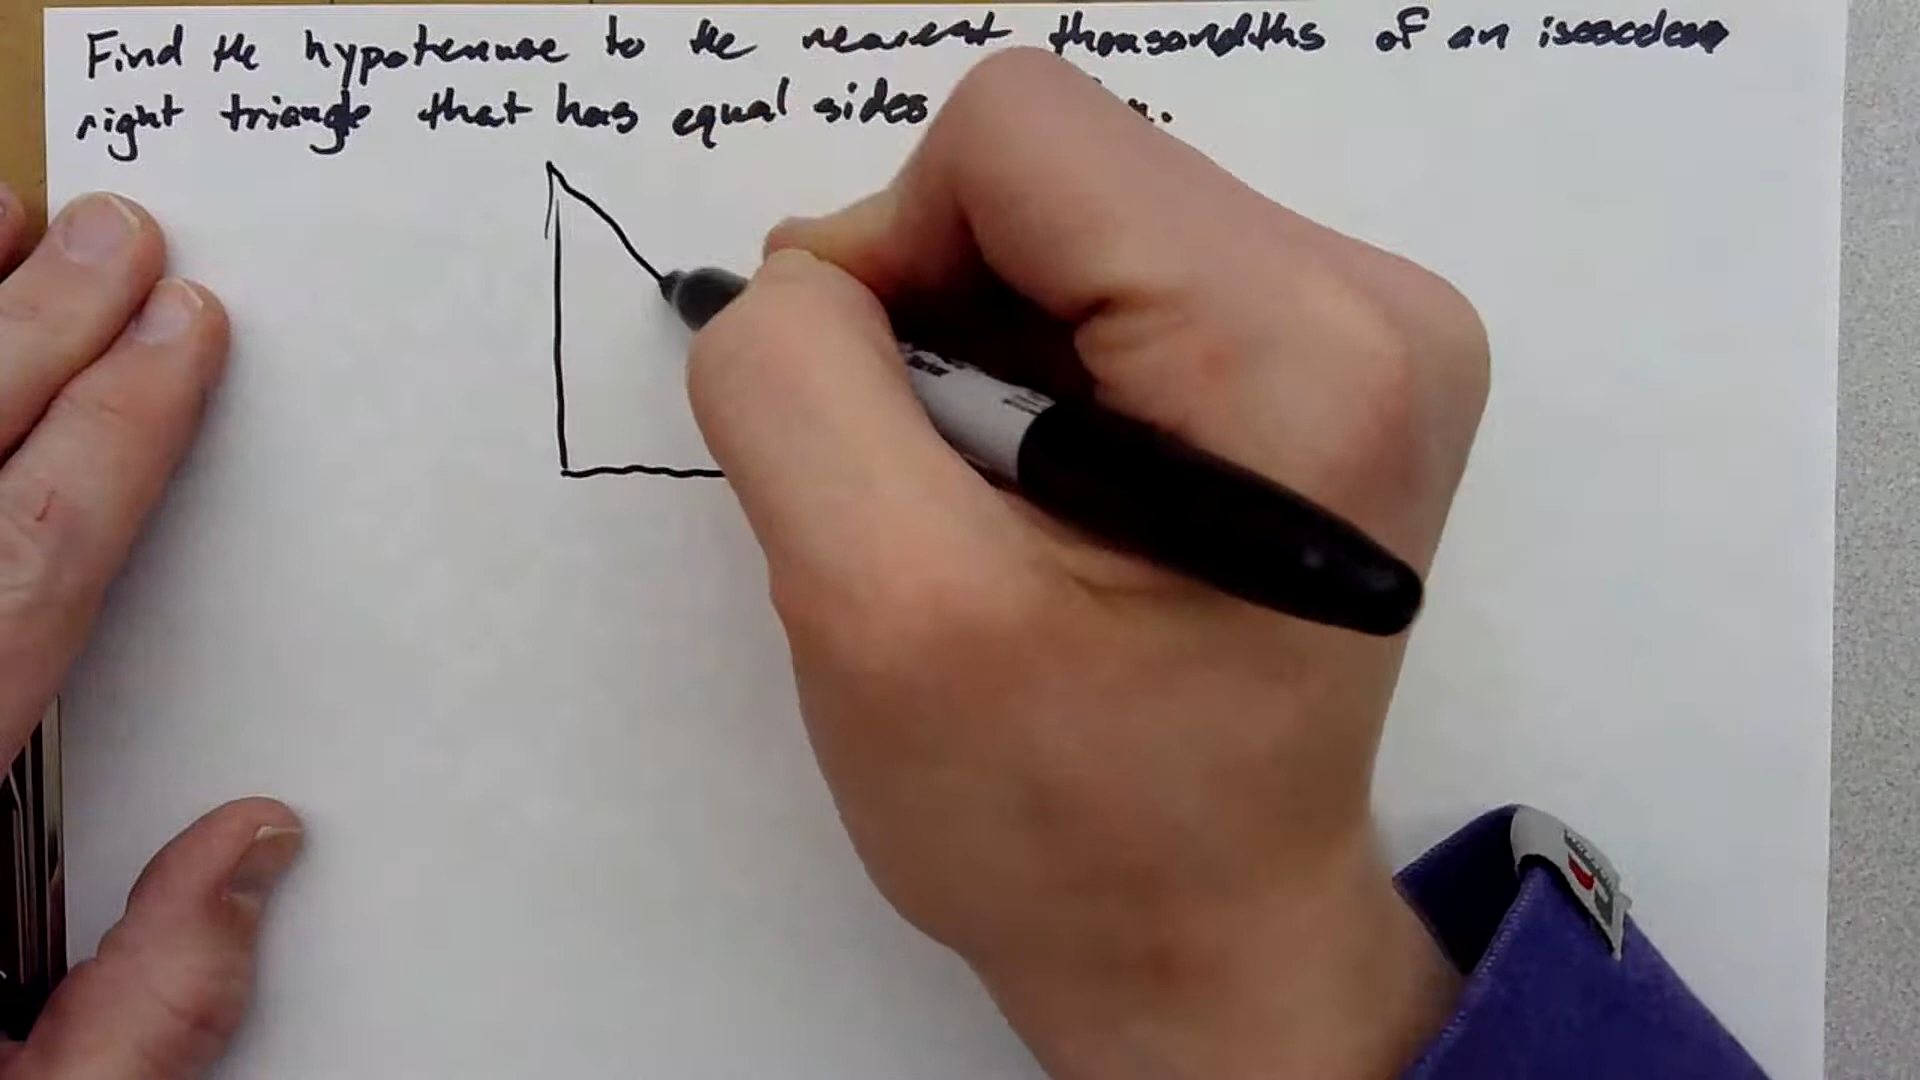 Find the hypotenuse to the nearest thousandths of an isosceles
right triangle that has equal sides